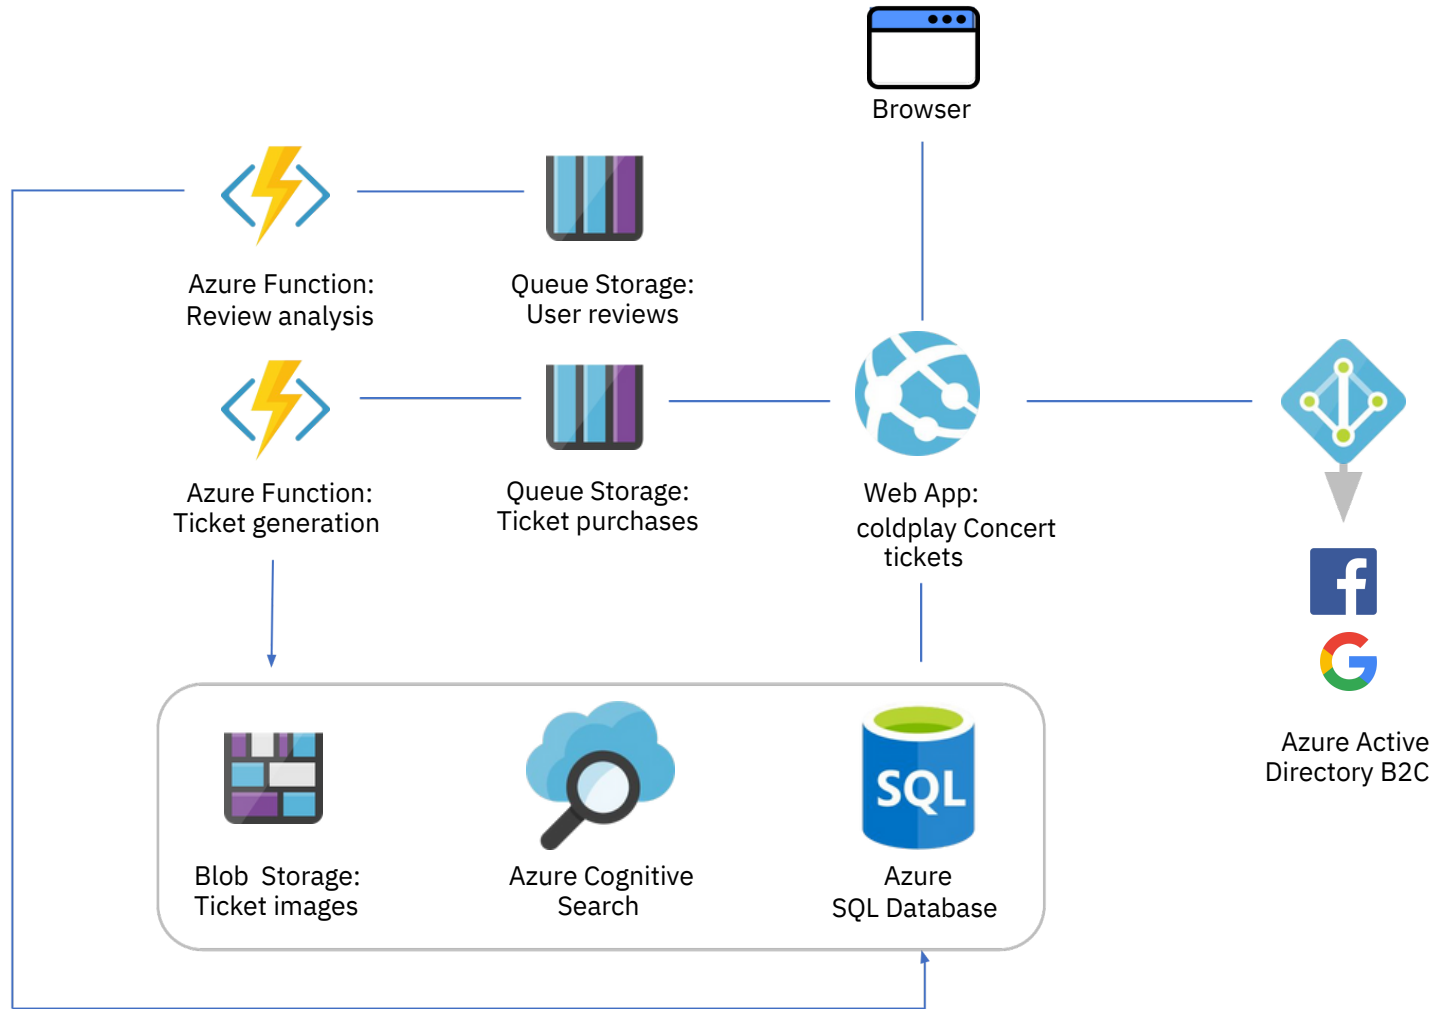 Browser
Azure Function:
Review analysis
Queue Storage:
User reviews
Azure Function:
Ticket generation
Queue Storage:
Ticket purchases
Web App:
coldplay Concert
tickets
f
G
Azure Active
Directory B2C
SQL
Blob  Storage:
Ticket images
Azure Cognitive
Search
Azure
SQL Database